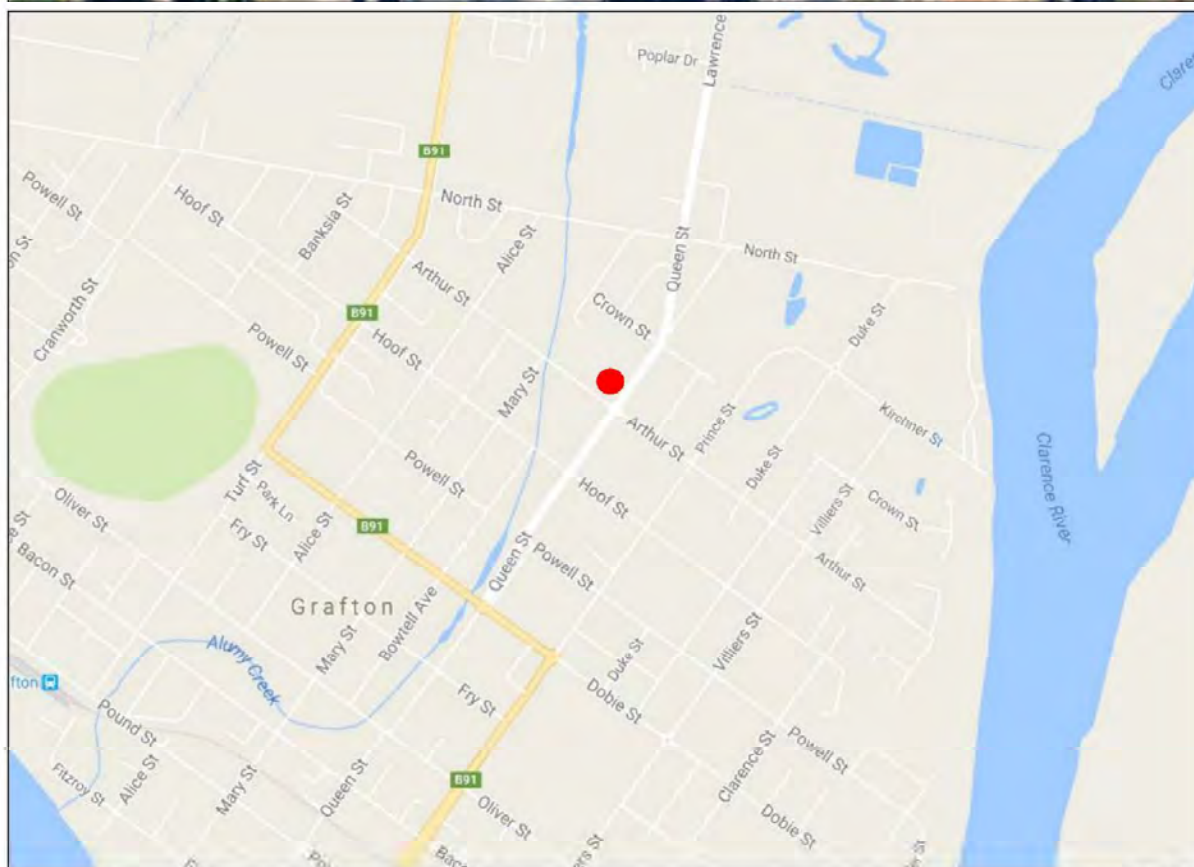 Poplar Dr
Lawrence
B91
Powell St
Hoof St
Banksia St
North St
Alice St
Queen St
North St
Cranworth St
Arthur St
B91
Crown St
Duke St
Powell St
Hoof St
Mary St
Arthur St
Prince St
Kirchner St
Clarence River
Turf St
Park Ln
Powell St
Duke St
Hoof St
Villiers St
Crown St
Oliver St
Fry St
Alice St
B91
Queen St
Powell St
Arthur St
Bacon St
Grafton
Bowtell Ave
Mary St
Villiers St
Duke St
Alumy Creek
Fry St
Dobie St
Pound St
Clarence St
Powell St
Fitzroy St
Alice St
Mary St
Queen St
B91
Oliver St
Dobie St